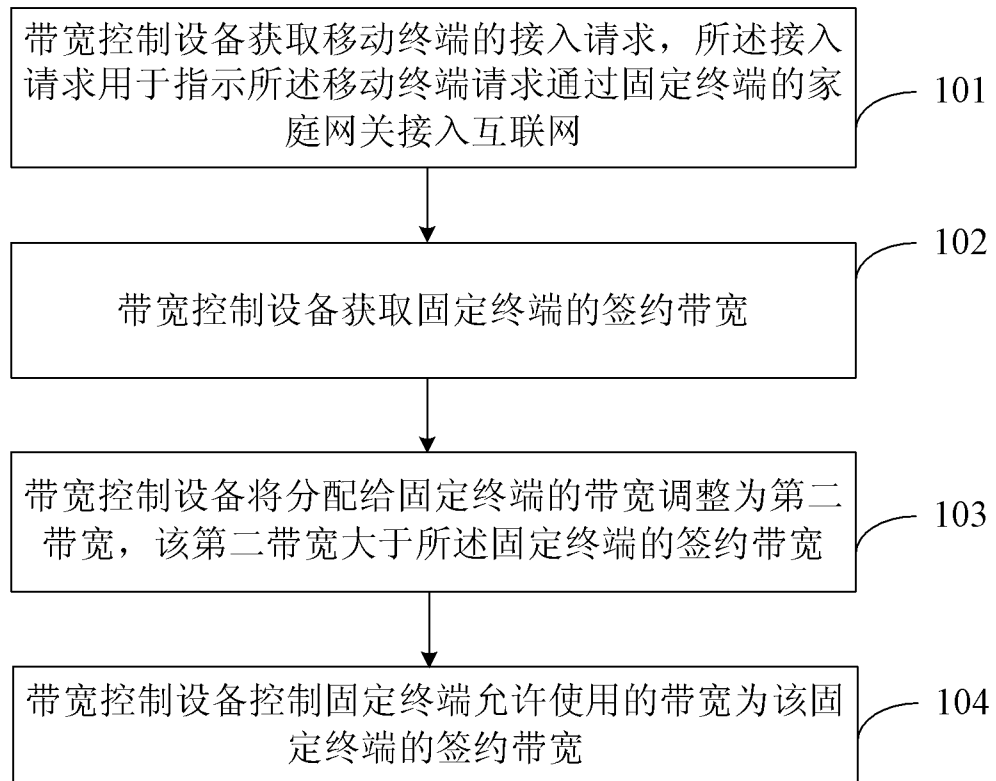 带宽控制设备获取移动终端的接入
请求用于指示所述移动终端请求通过固定终端的家
庭网关接入互联网
101
102
带宽控制设备获取固定终端的签约带宽
带宽控制设备将分配给固定终端的带宽调整为第二
带宽，该第二带宽大于所述固定终端的签约带宽
103
带宽控制设备控制固定终端允许使用的带宽为该固
定终端的签约带宽
104